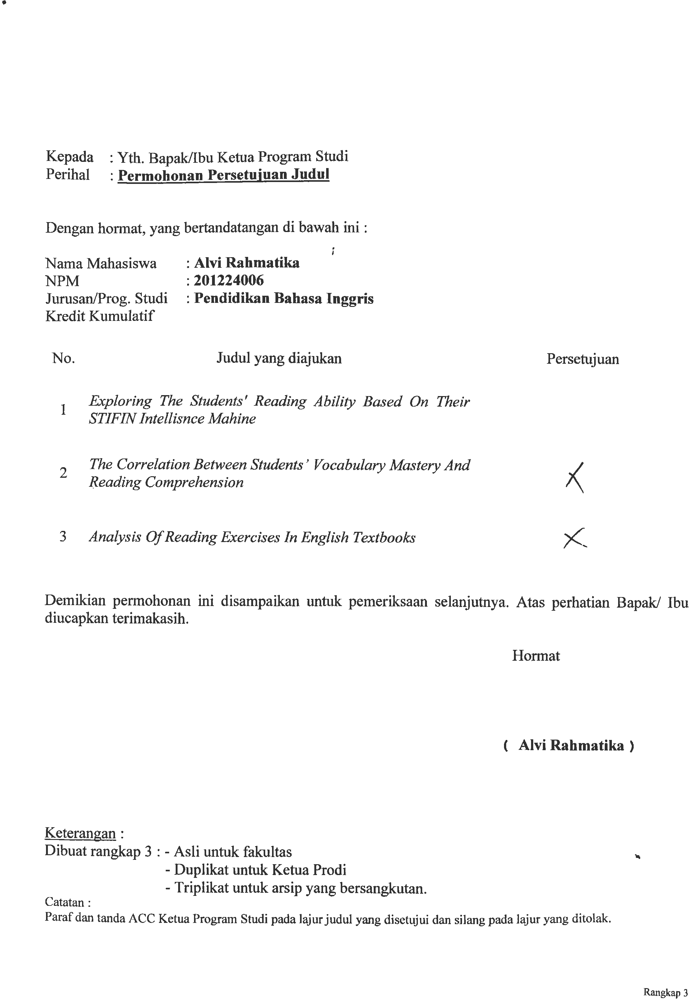 Kepada : Yth. Bapak/Ibu Ketua Program Studi
Perihal : Permohonan Persetujuan Judul
Dengan hormat, yang bertandatangan di bawah ini :
Nama Mahasiswa : Alvi Rahmatika
NPM : 201224006
Jurusan/Prog. Studi : Pendidikan Bahasa Inggris
Kredit Kumulatif
No. Judul yang diajukan Persetujuan
1 Exploring The Students' Reading Ability Based On Their
STIFIN Intellisnce Mahine
2 The Correlation Between Students' Vocabulary Mastery And
Reading Comprehension
3 Analysis Of Reading Exercises In English Textbooks
Demikian permohonan ini disampaikan untuk pemeriksaan selanjutnya. Atas perhatian Bapak/ Ibu
diucapkan terimakasih.
Hormat
( Alvi Rahmatika )
Keterangan :
Dibuat rangkap 3 : - Asli untuk fakultas
- Duplikat untuk Ketua Prodi
- Triplikat untuk arsip yang bersangkutan.
Catatan :
Paraf dan tanda ACC Ketua Program Studi pada lajur judul yang disetujui dan silang pada lajur yang ditolak.
Rangkap 3